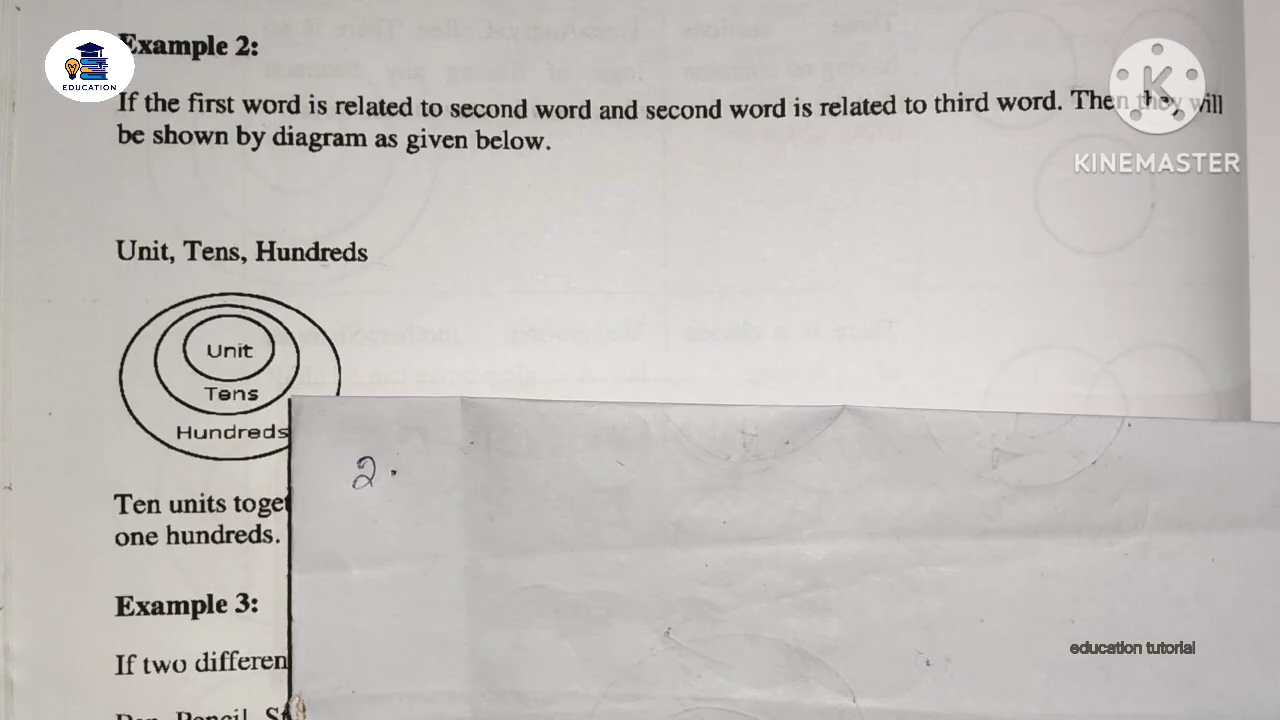 Example 2:
EDUCATION
If the first word is related to second word and second word is related to third word. Then they will
be shown by diagram as given below.
KINEMASTER
Unit, Tens, Hundreds
Unit
Tens
Hundreds
2.
Ten units
one hundreds.
Example 3:
If two
education tutorial